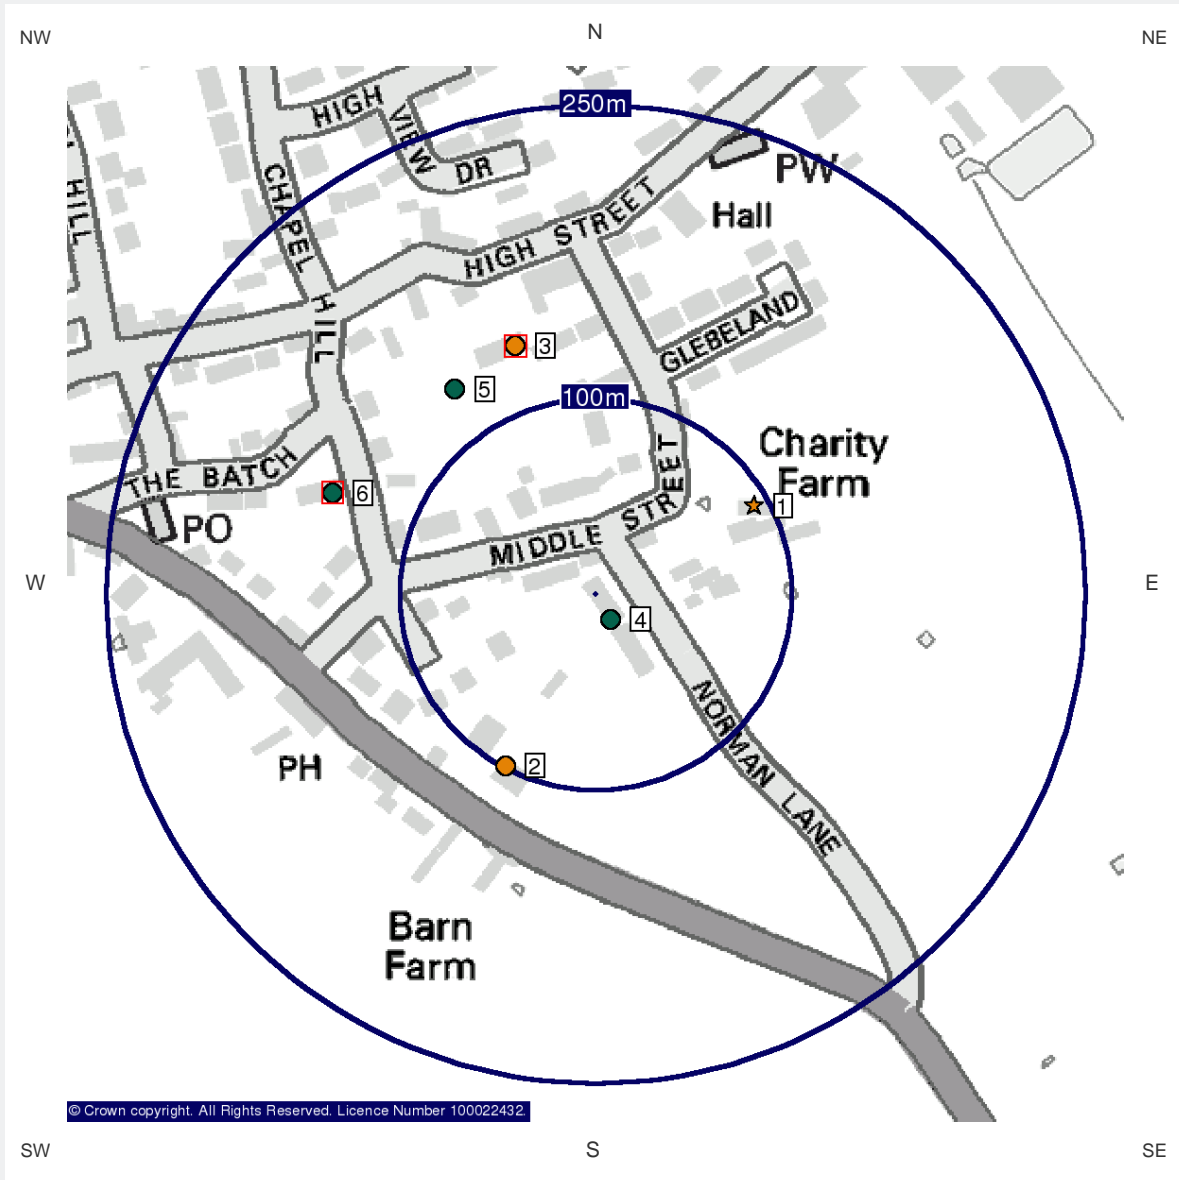 NW
N
NE
250m
HIGH
VIEW
DR
CHAPEL
HILL
HILL
PW
Hall
HIGH STREET
GLEBELAND
3
5
100m
Charity
Farm
THE BATCH
6
1
PO
MIDDLE STREET
W
E
4
NORMAN LANE
PH
2
Barn
Farm
© Crown copyright. All Rights Reserved. Licence Number 100022432.
SW
S
SE